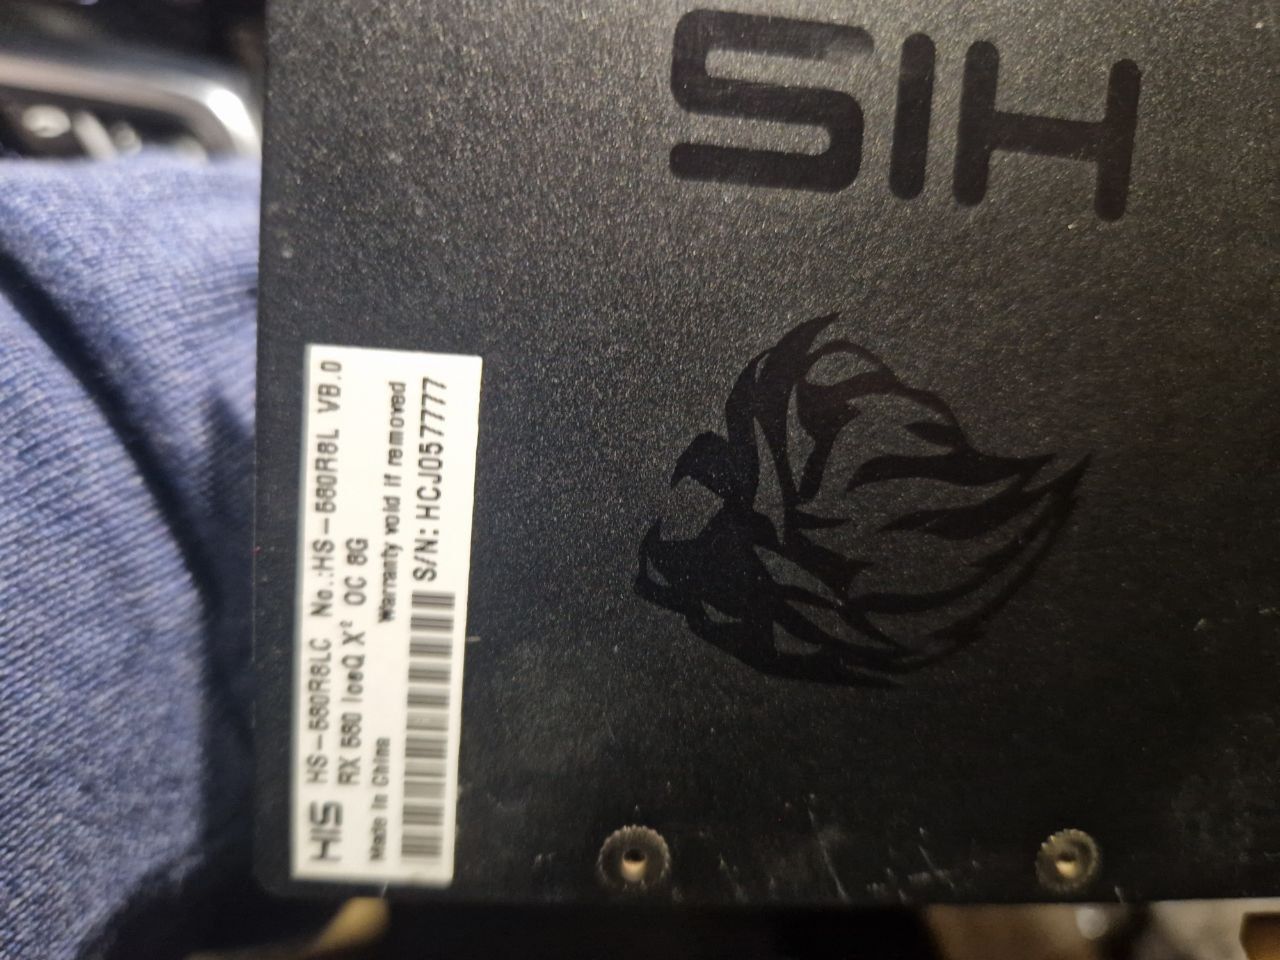 HIS
HIS HS-580R8LC No.:HS-580R8L VB.0
RX 580 IceQ X² OC 8G
Made in China Warranty void if removed
S/N:HCJ057777